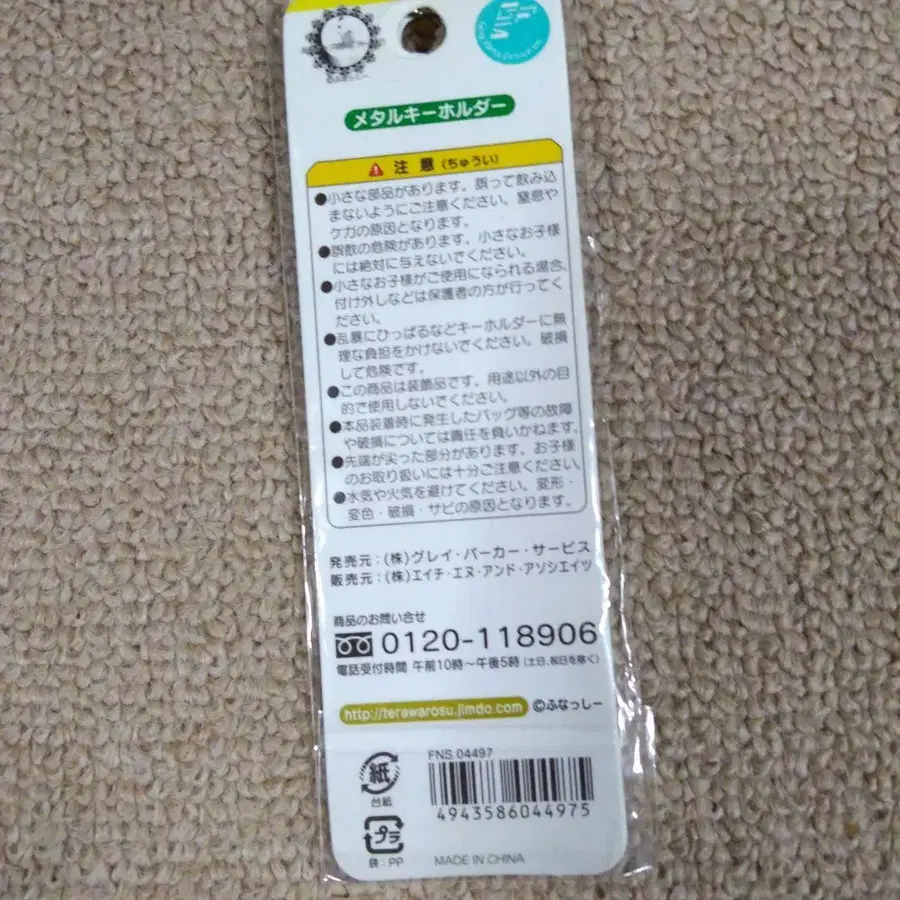 メタルキーホルダー
注意(ちゅうい)
●小さな部品があります。誤って飲み込
まないようにご注意ください。窒息や
ケガの原因となります。
●誤飲の危険があります。小さなお子様
には絶対に与えないでください。
●小さなお子様がご使用になられる場合、
付け外しなどは保護者の方が行ってく
ださい。
●乱暴にひっぱるなどキーホルダーに無
理な負担をかけないでください。破損
して危険です。
●この商品は装飾品です。用途以外の目
的で使用しないでください。
●本品装着時に発生したバッグ等の故障
や破損については責任を負いかねます。
●先端が尖った部分があります。お子様
のお取り扱いには十分ご注意ください。
●水気や火気を避けてください。変形・
変色・破損・サビの原因となります。
発売元:(株)グレイ・パーカー・サービス
販売元:(株)エイチ・エヌ・アンド・アソシエイツ
商品のお問い合せ
0120-118906
電話受付時間 午前10時~午後5時(土日、祝日を除く)
http://terawarosu.jimdo.com ©ふなっしー
FNS 04497
紙
台紙
4943586044975
プラ
袋:PP
MADE IN CHINA